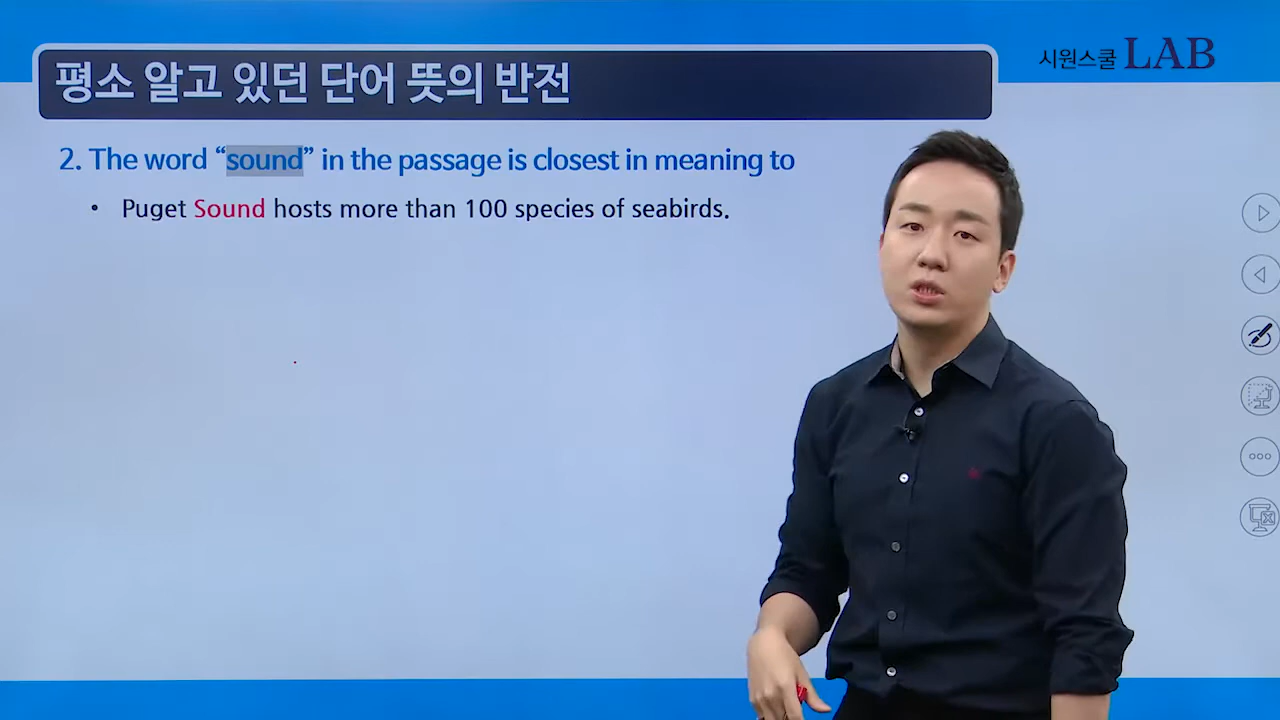 시원스쿨 LAB
평소 알고 있던 단어 뜻의 반전
2. The word “sound” in the passage is closest in meaning to
• Puget Sound hosts more than 100 species of seabirds.